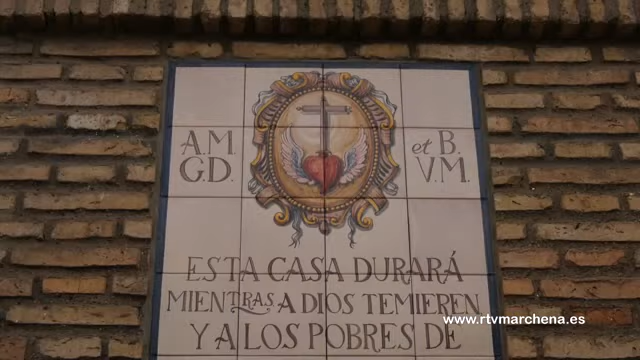 A.M. et B.
G.D. V.M.
ESTA CASA DURARÁ
MIENTRAS A DIOS TEMIEREN
Y A LOS POBRES DE
www.rtvmarchena.es